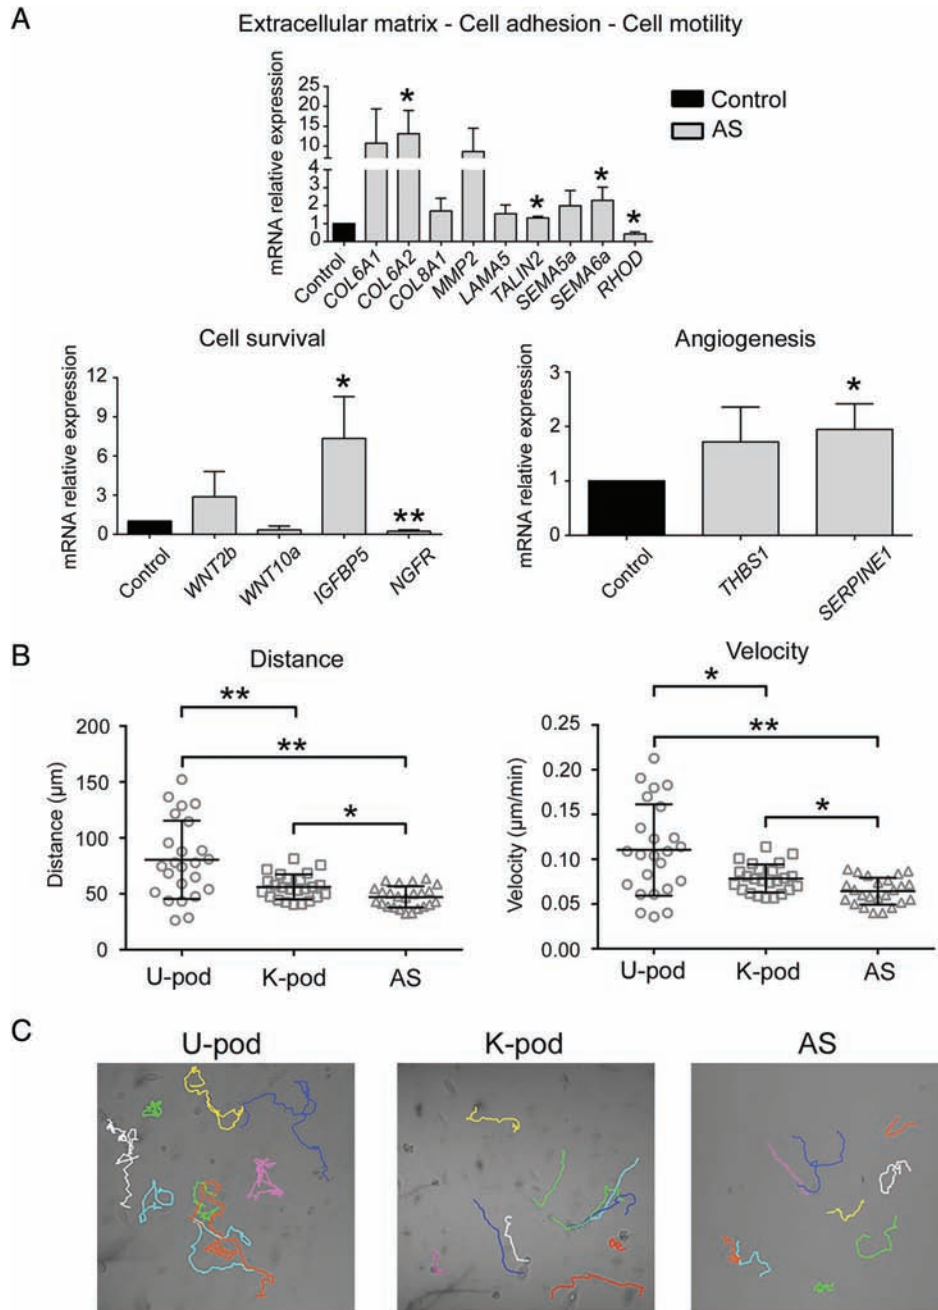 A
Extracellular matrix - Cell adhesion - Cell motility
mRNA relative expression
25
20
15
10
4
3
2
1
0
Control
COL6A1
COL6A2
COL8A1
MMP2
LAMA5
TALIN2
SEMA5a
SEMA6a
RHOD
*
*
*
*
Control
AS
Cell survival
mRNA relative expression
12
9
6
3
0
Control
WNT2b
WNT10a
IGFBP5
NGFR
*
**
Angiogenesis
mRNA relative expression
3
2
1
0
Control
THBS1
SERPINE1
*
B
Distance
Distance (µm)
200
150
100
50
0
**
**
*
U-pod
K-pod
AS
Velocity
Velocity (µm/min)
0.25
0.20
0.15
0.10
0.05
0.00
*
**
*
U-pod
K-pod
AS
C
U-pod
K-pod
AS